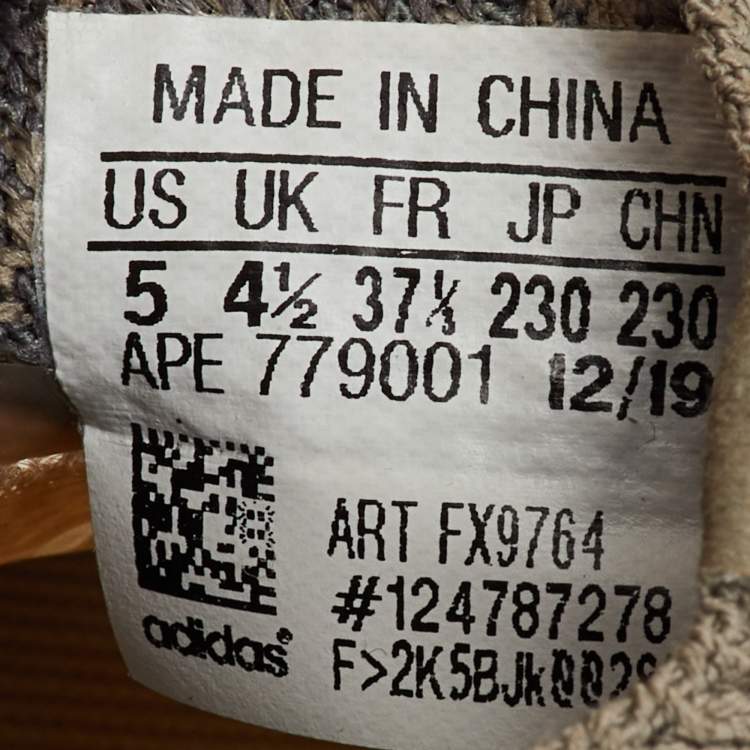 MADE IN CHINA
US UK FR JP CHN
5 4½ 37⅓ 230 230
APE 779001 12/19
ART FX9764
#124787278
adidas®